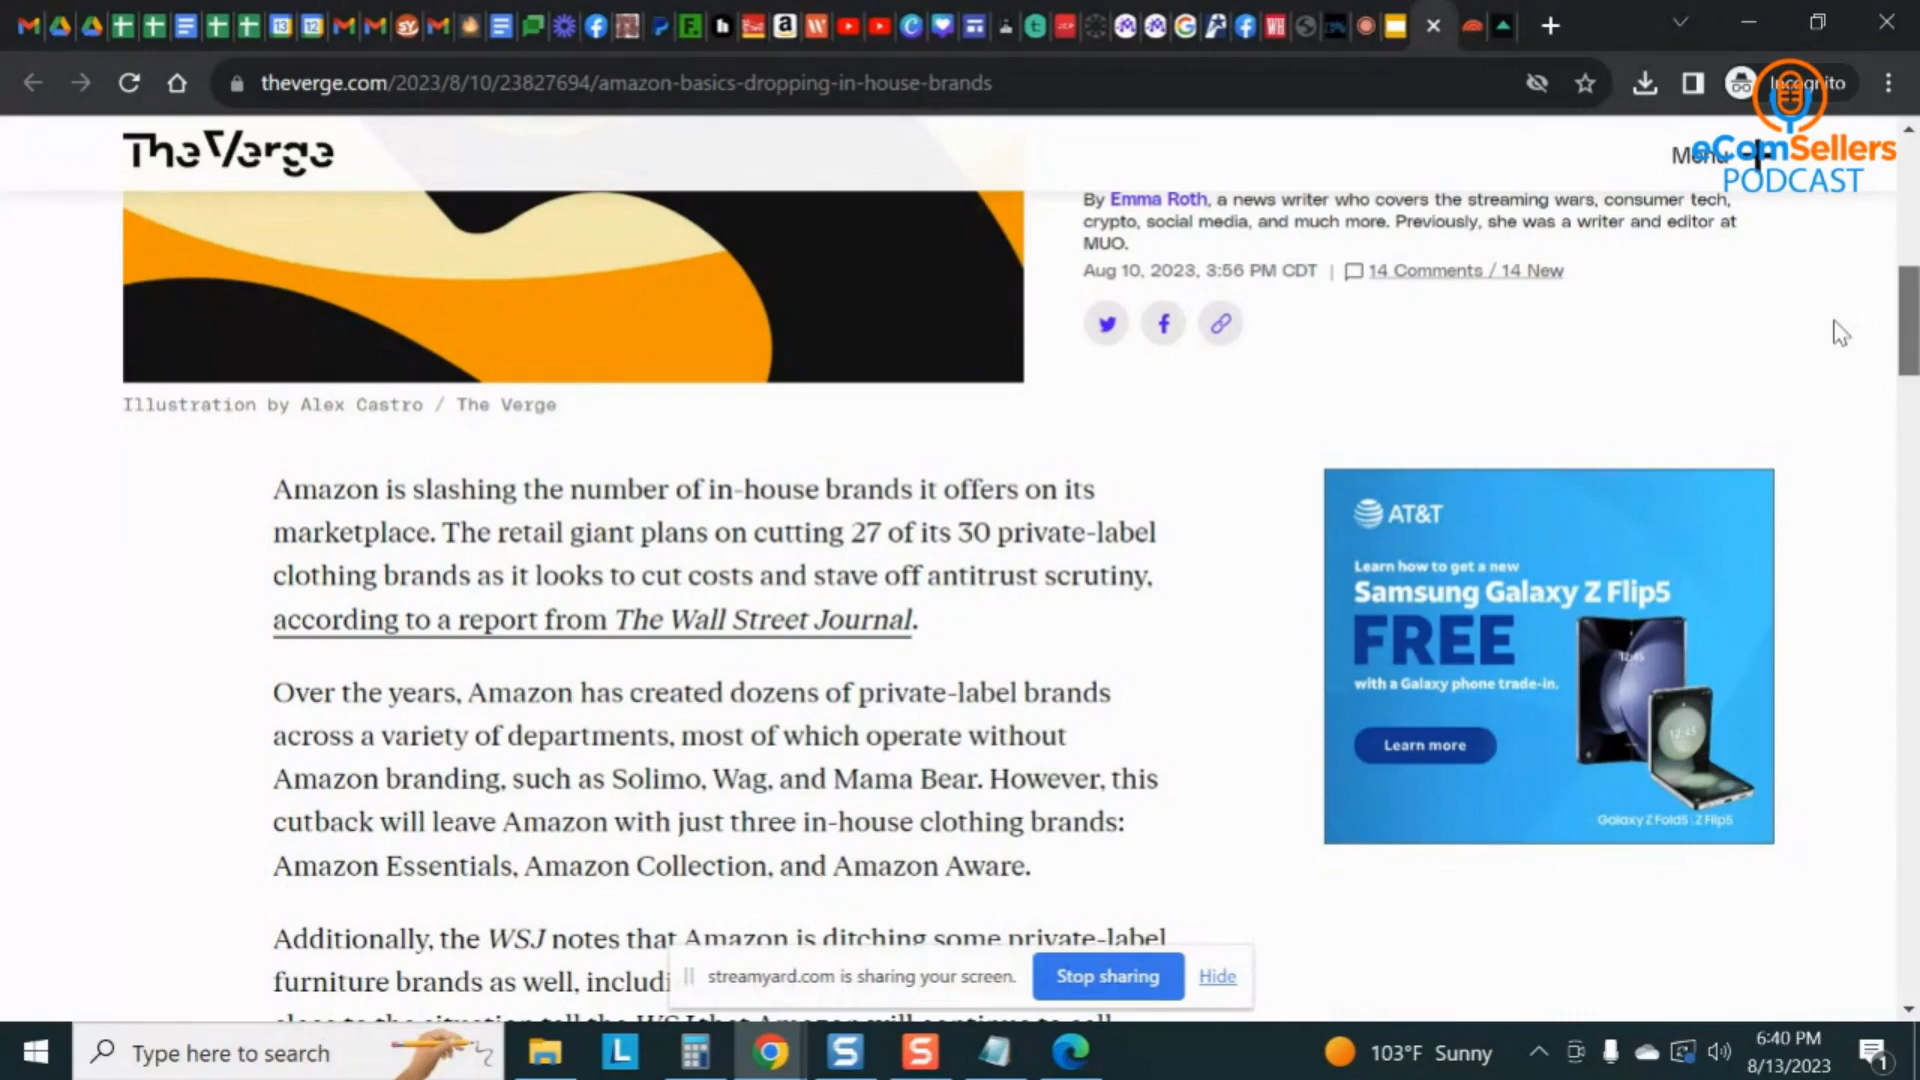 13
12
theverge.com/2023/8/10/23827694/amazon-basics-dropping-in-house-brands
Incognito
The Verge
Menu
eComSellers
PODCAST
By Emma Roth, a news writer who covers the streaming wars, consumer tech,
crypto, social media, and much more. Previously, she was a writer and editor at
MUO.
Aug 10, 2023, 3:56 PM CDT | 14 Comments / 14 New
Illustration by Alex Castro / The Verge
Amazon is slashing the number of in-house brands it offers on its
marketplace. The retail giant plans on cutting 27 of its 30 private-label
clothing brands as it looks to cut costs and stave off antitrust scrutiny,
according to a report from The Wall Street Journal.
Over the years, Amazon has created dozens of private-label brands
across a variety of departments, most of which operate without
Amazon branding, such as Solimo, Wag, and Mama Bear. However, this
cutback will leave Amazon with just three in-house clothing brands:
Amazon Essentials, Amazon Collection, and Amazon Aware.
Additionally, the WSJ notes that Amazon is ditching some private-label
furniture brands as well, includi
AT&T
Learn how to get a new
Samsung Galaxy Z Flip5
FREE
with a Galaxy phone trade-in.
Learn more
12:45
12:45
Galaxy Z Fold5 | Z Flip5
streamyard.com is sharing your screen.
Stop sharing
Hide
Type here to search
103°F Sunny
6:40 PM
8/13/2023
1